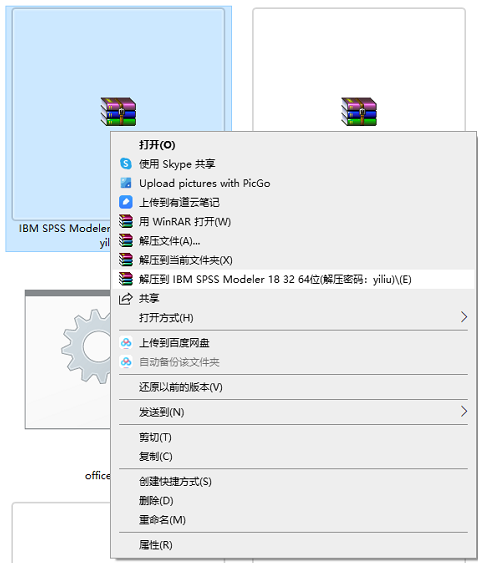 打开(O)
使用 Skype 共享
Upload pictures with PicGo
上传到有道云笔记
IBM SPSS Modeler
用 WinRAR 打开(W)
解压文件(A)...
解压到当前文件夹(X)
解压到 IBM SPSS Modeler 18 32 64位(解压密码：yiliu)\(E)
共享
打开方式(H)
上传到百度网盘
自动备份该文件夹
还原以前的版本(V)
发送到(N)
剪切(T)
复制(C)
office
创建快捷方式(S)
删除(D)
重命名(M)
属性(R)